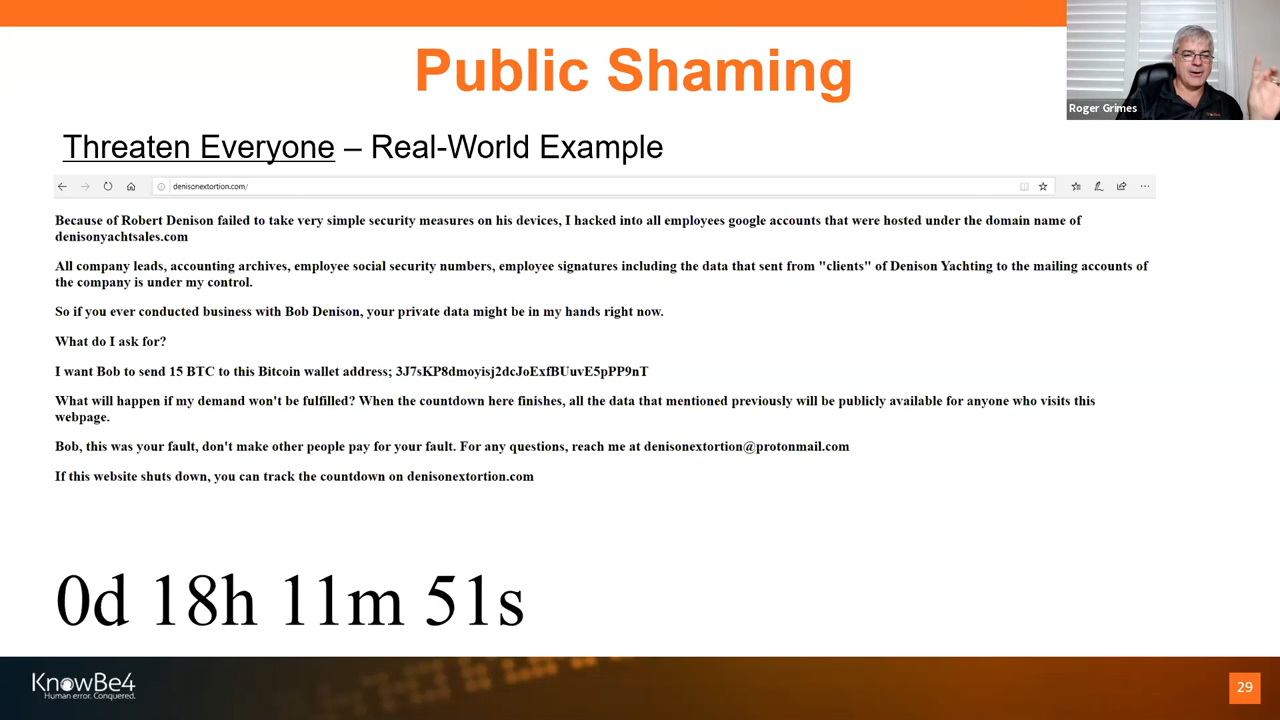 Public Shaming
Roger Grimes
Threaten Everyone – Real-World Example
denisonextortion.com/
Because of Robert Denison failed to take very simple security measures on his devices, I hacked into all employees google accounts that were hosted under the domain name of
denisonyachtsales.com
All company leads, accounting archives, employee social security numbers, employee signatures including the data that sent from "clients" of Denison Yachting to the mailing accounts of
the company is under my control.
So if you ever conducted business with Bob Denison, your private data might be in my hands right now.
What do I ask for?
I want Bob to send 15 BTC to this Bitcoin wallet address; 3J7sKP8dmoyisj2dcJoExfBUuvE5pPP9nT
What will happen if my demand won't be fulfilled? When the countdown here finishes, all the data that mentioned previously will be publicly available for anyone who visits this
webpage.
Bob, this was your fault, don't make other people pay for your fault. For any questions, reach me at denisonextortion@protonmail.com
If this website shuts down, you can track the countdown on denisonextortion.com
0d 18h 11m 51s
KnowBe4
Human error. Conquered.
29